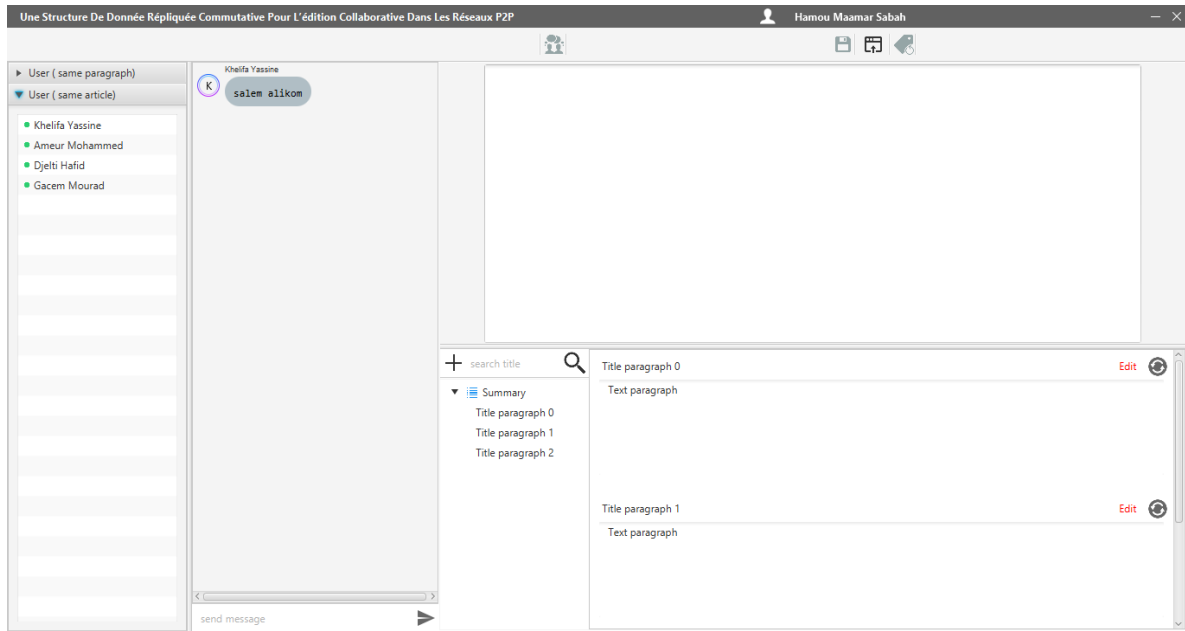 Une Structure De Donnée Répliquée Commutative Pour L'édition Collaborative Dans Les Réseaux P2P
Hamou Maamar Sabah
User ( same paragraph)
User ( same article)
Khelifa Yassine
Ameur Mohammed
Djelti Hafid
Gacem Mourad
Khelifa Yassine
K
salem alikom
send message
search title
Summary
Title paragraph 0
Title paragraph 1
Title paragraph 2
Title paragraph 0
Edit
Text paragraph
Title paragraph 1
Edit
Text paragraph